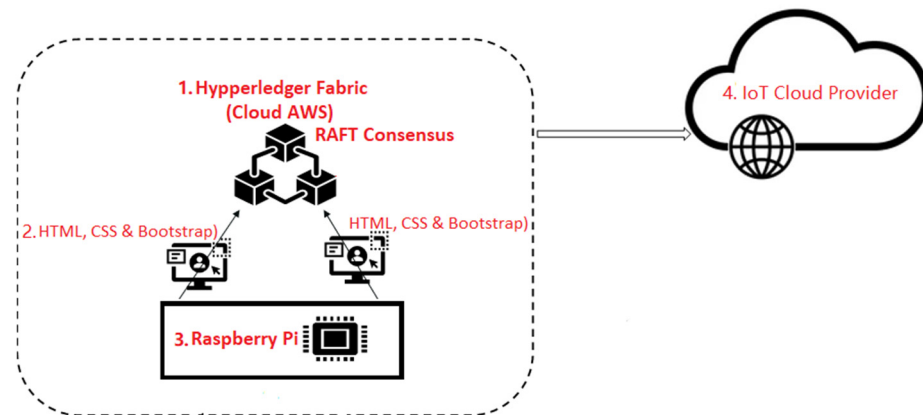 1. Hypperledger Fabric
(Cloud AWS)
RAFT Consensus
4. IoT Cloud Provider
2. HTML, CSS & Bootstrap)
HTML, CSS & Bootstrap)
3. Raspberry Pi